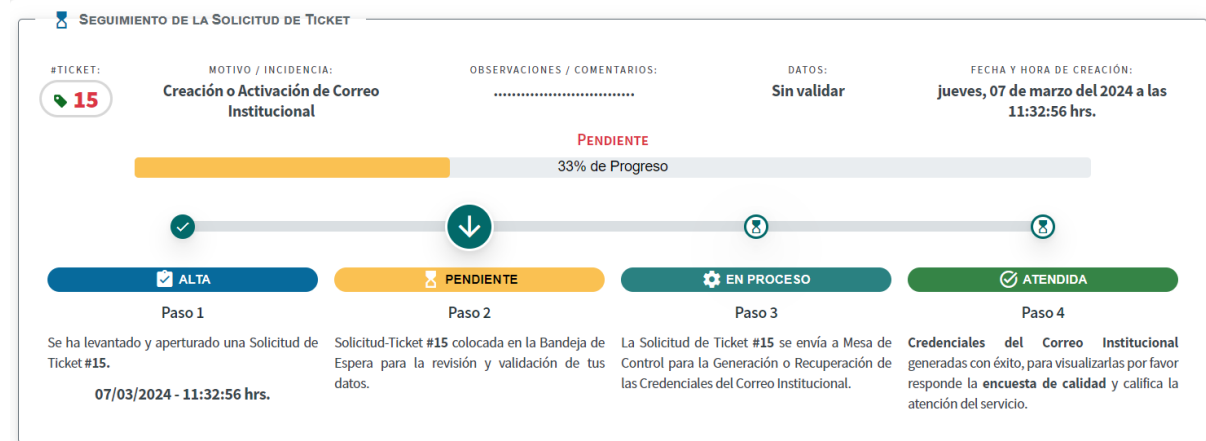 SEGUIMIENTO DE LA SOLICITUD DE TICKET
#TICKET:
15
MOTIVO / INCIDENCIA:
Creación o Activación de Correo
Institucional
OBSERVACIONES / COMENTARIOS:
...............................
DATOS:
Sin validar
FECHA Y HORA DE CREACIÓN:
jueves, 07 de marzo del 2024 a las
11:32:56 hrs.
PENDIENTE
33% de Progreso
ALTA
Paso 1
Se ha levantado y aperturado una Solicitud de
Ticket #15.
07/03/2024 - 11:32:56 hrs.
PENDIENTE
Paso 2
Solicitud-Ticket #15 colocada en la Bandeja de
Espera para la revisión y validación de tus
datos.
EN PROCESO
Paso 3
La Solicitud de Ticket #15 se envía a Mesa de
Control para la Generación o Recuperación de
las Credenciales del Correo Institucional.
ATENDIDA
Paso 4
Credenciales del Correo Institucional
generadas con éxito, para visualizarlas por favor
responde la encuesta de calidad y califica la
atención del servicio.